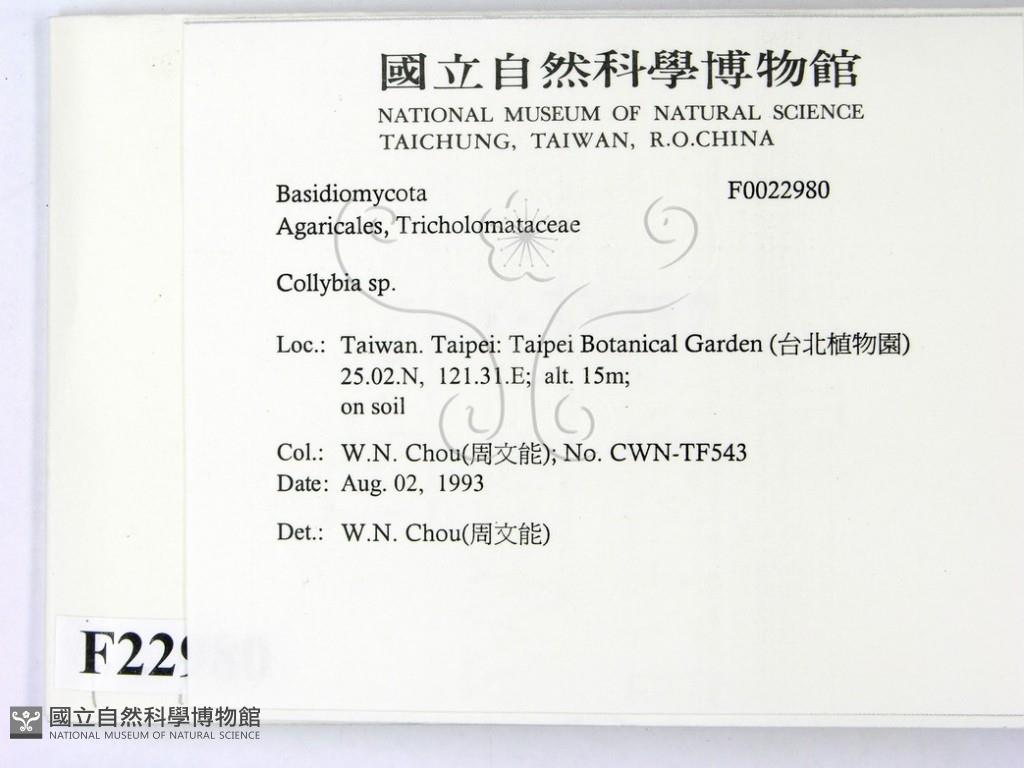 國立自然科學博物館
NATIONAL MUSEUM OF NATURAL SCIENCE
TAICHUNG, TAIWAN, R.O.CHINA
Basidiomycota F0022980
Agaricales, Tricholomataceae
Collybia sp.
Loc.: Taiwan. Taipei: Taipei Botanical Garden (台北植物園)
25.02.N, 121.31.E; alt. 15m;
on soil
Col.: W.N. Chou(周文能); No. CWN-TF543
Date: Aug. 02, 1993
Det.: W.N. Chou(周文能)
F22980
國立自然科學博物館
NATIONAL MUSEUM OF NATURAL SCIENCE